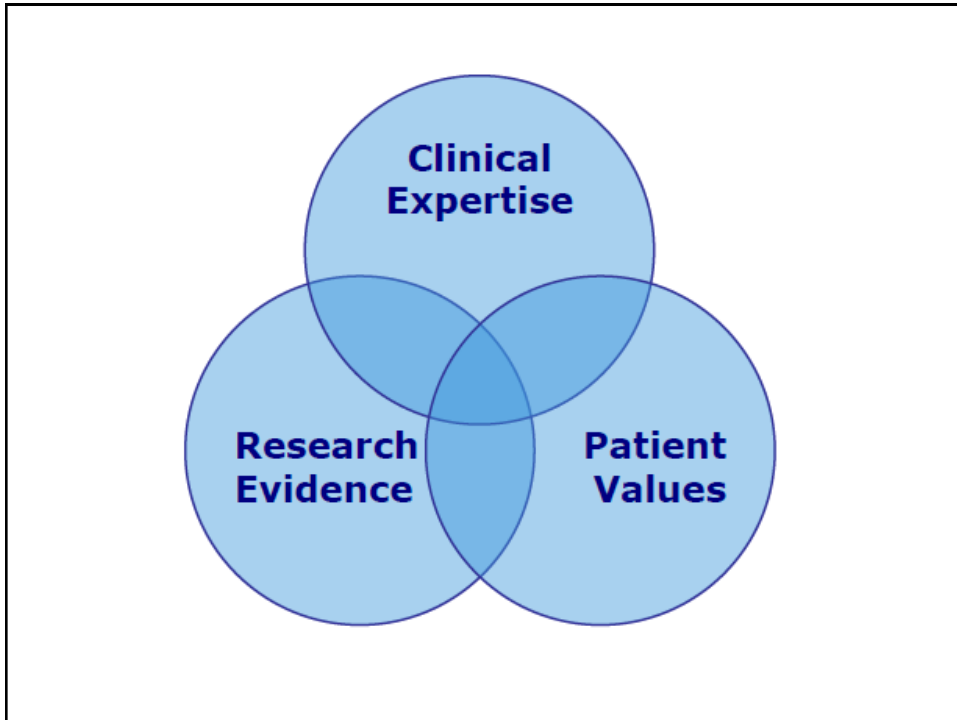 Clinical
Expertise
Research
Evidence
Patient
Values